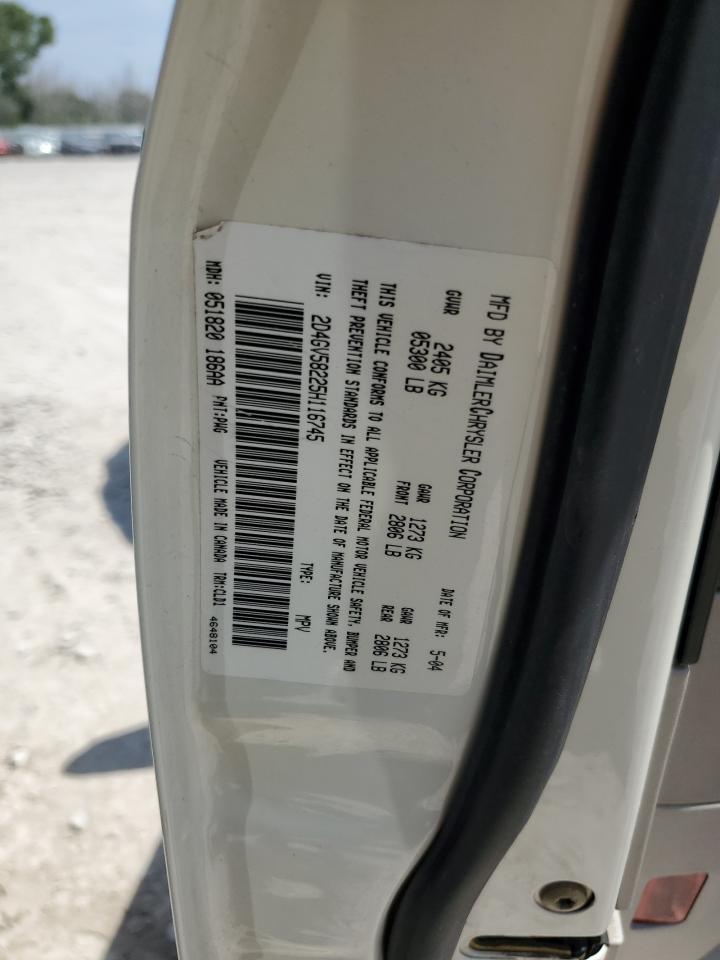 MFD BY DAIMLERCHRYSLER CORPORATION
DATE OF MFR: 5-04
GVWR 2405 KG
05300 LB
GAWR FRONT 1273 KG
2806 LB
GAWR REAR 1273 KG
2806 LB
THIS VEHICLE CONFORMS TO ALL APPLICABLE FEDERAL MOTOR VEHICLE SAFETY, BUMPER AND
THEFT PREVENTION STANDARDS IN EFFECT ON THE DATE OF MANUFACTURE SHOWN ABOVE.
VIN: 2D4GV58225H116745 TYPE: MPV
MDH: 051820 186AA PNT:PWG VEHICLE MADE IN CANADA TRM:CLD1
4648104